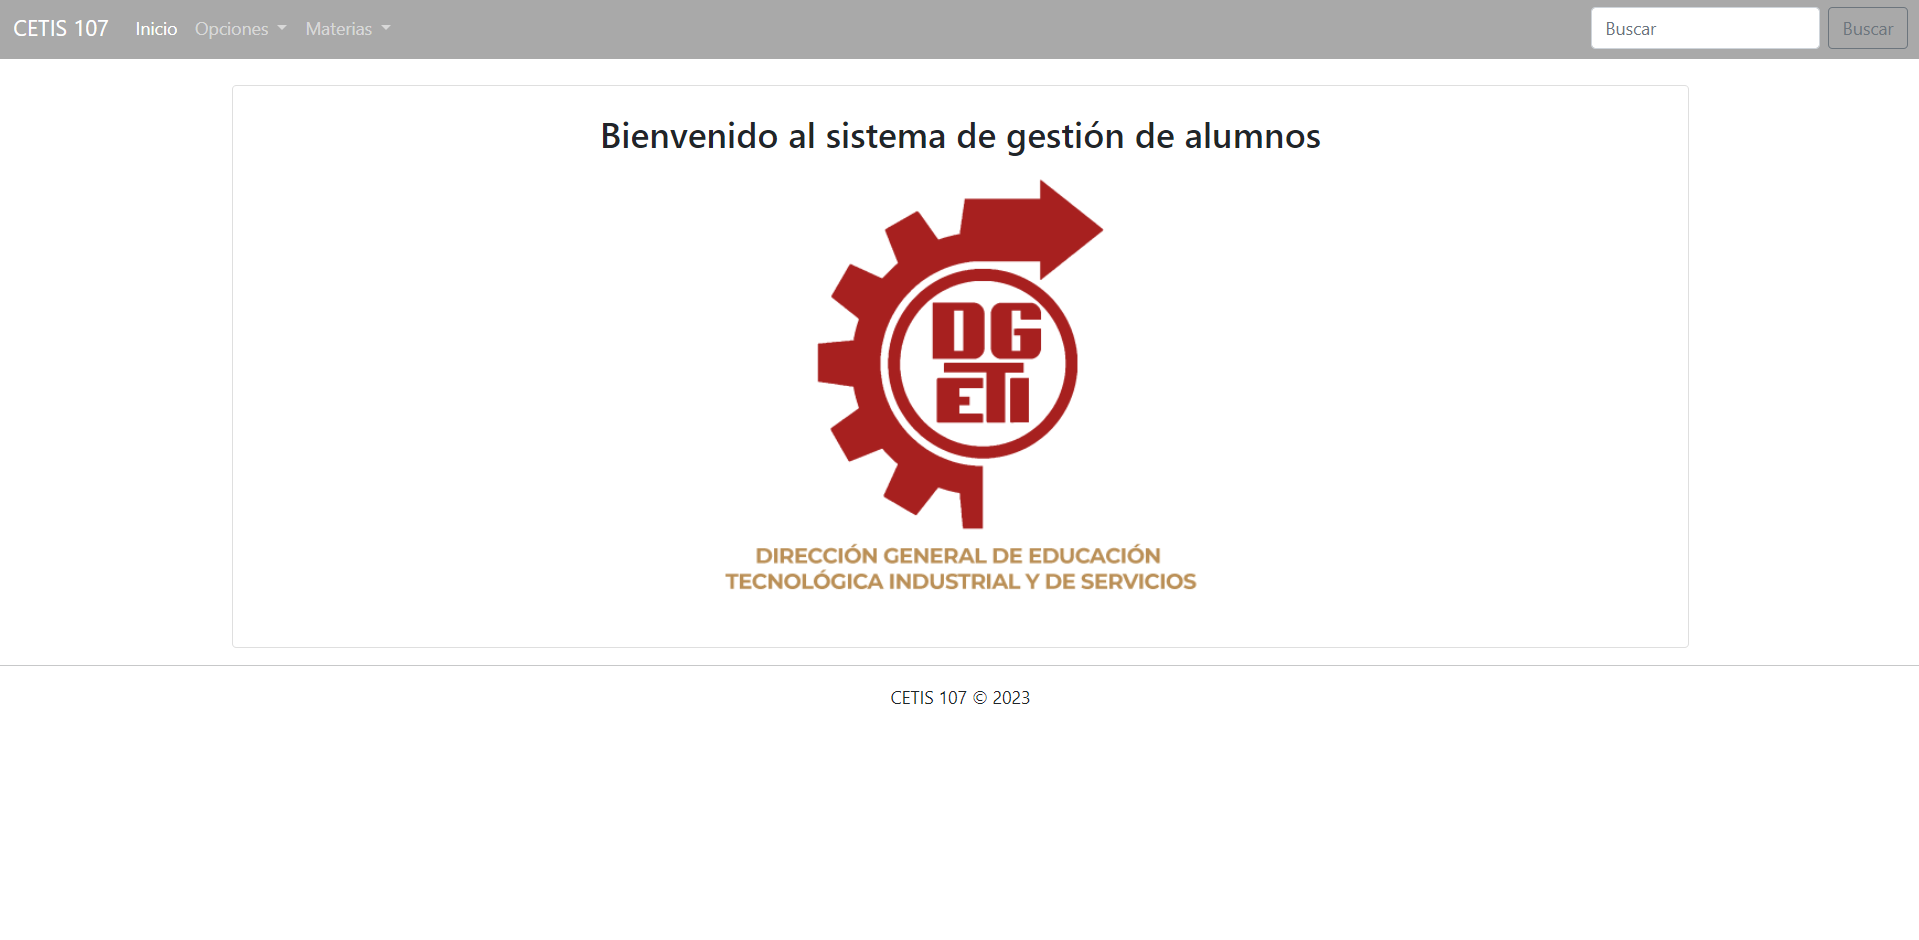 CETIS 107 Inicio Opciones Materias Buscar Buscar
Bienvenido al sistema de gestión de alumnos
DG
ETI
DIRECCIÓN GENERAL DE EDUCACIÓN
TECNOLÓGICA INDUSTRIAL Y DE SERVICIOS
CETIS 107 © 2023